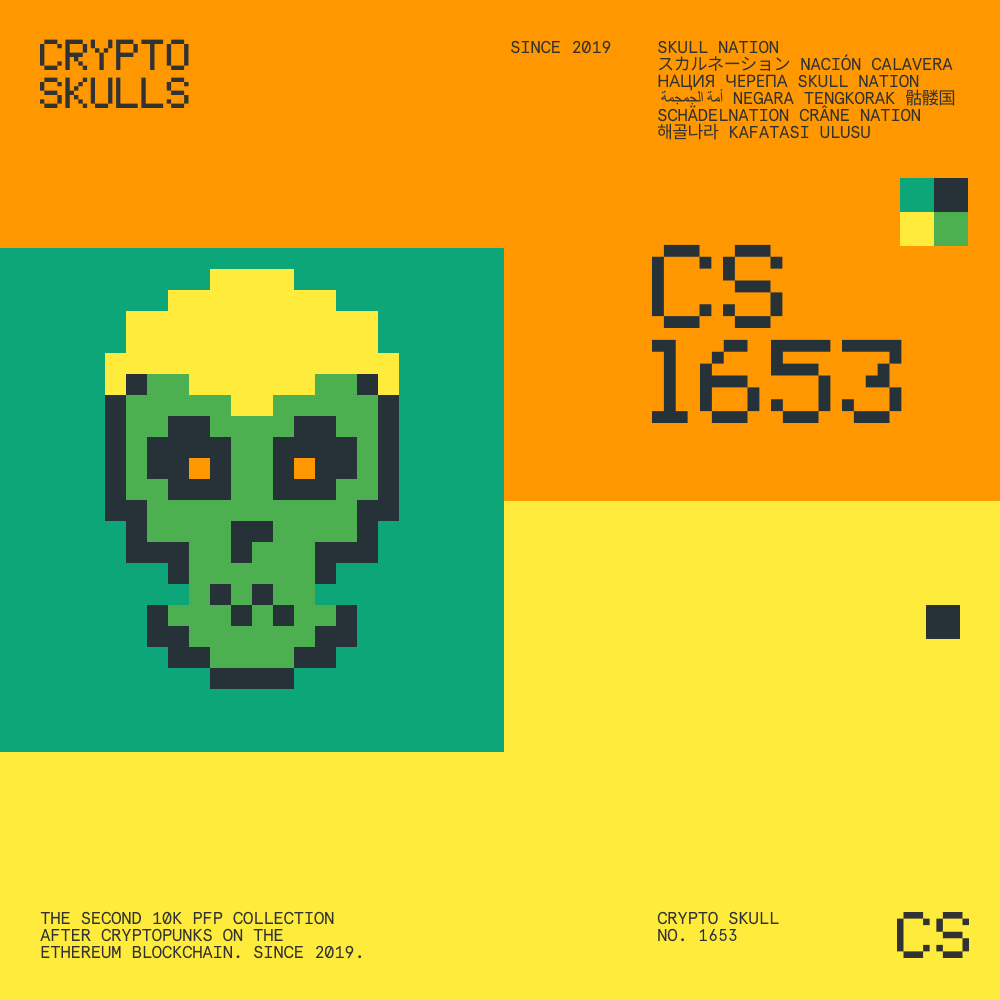 CRYPTO
SKULLS
SINCE 2019
SKULL NATION
スカルネーション NACIÓN CALAVERA
НАЦИЯ ЧЕРЕПА SKULL NATION
أمة الجمجمة NEGARA TENGKORAK 骷髅国
SCHÄDELNATION CRÂNE NATION
해골나라 KAFATASI ULUSU
CS
1653
THE SECOND 10K PFP COLLECTION
AFTER CRYPTOPUNKS ON THE
ETHEREUM BLOCKCHAIN. SINCE 2019.
CRYPTO SKULL
NO. 1653
CS